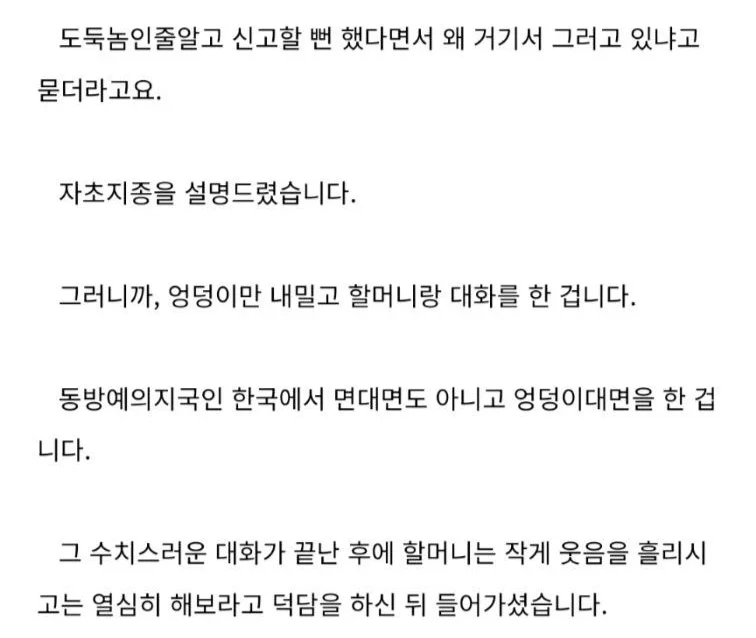 도둑놈인줄알고 신고할 뻔 했다면서 왜 거기서 그러고 있냐고
묻더라고요.
자초지종을 설명드렸습니다.
그러니까, 엉덩이만 내밀고 할머니랑 대화를 한 겁니다.
동방예의지국인 한국에서 면대면도 아니고 엉덩이대면을 한 겁
니다.
그 수치스러운 대화가 끝난 후에 할머니는 작게 웃음을 흘리시
고는 열심히 해보라고 덕담을 하신 뒤 들어가셨습니다.